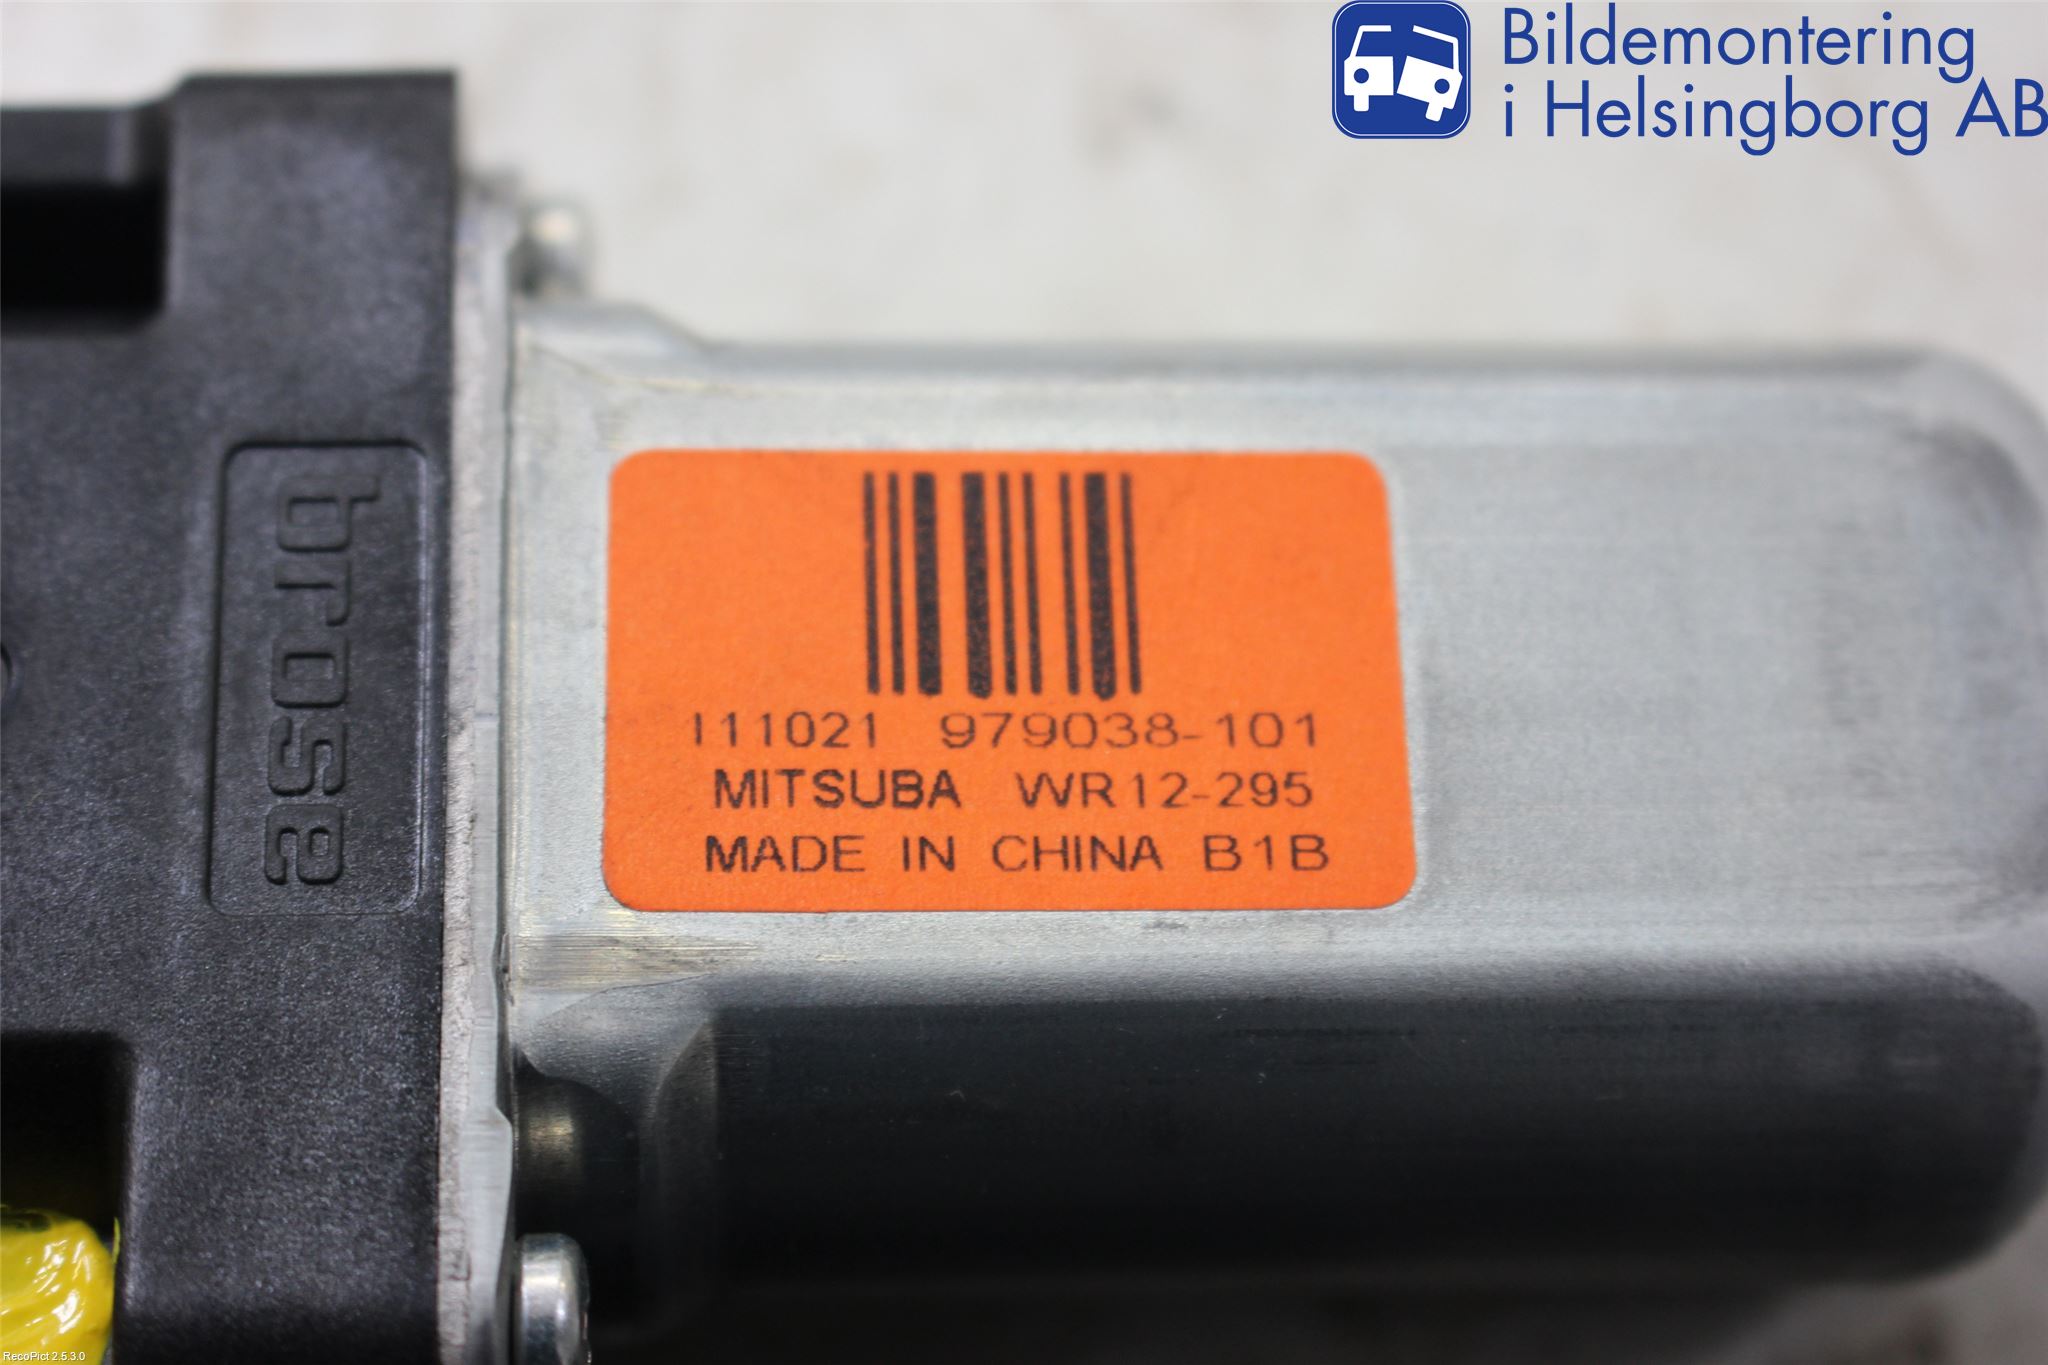 Bildemontering
i Helsingborg AB
brose
111021 979038-101
MITSUBA WR12-295
MADE IN CHINA B1B
RecoPict 2.5.3.0